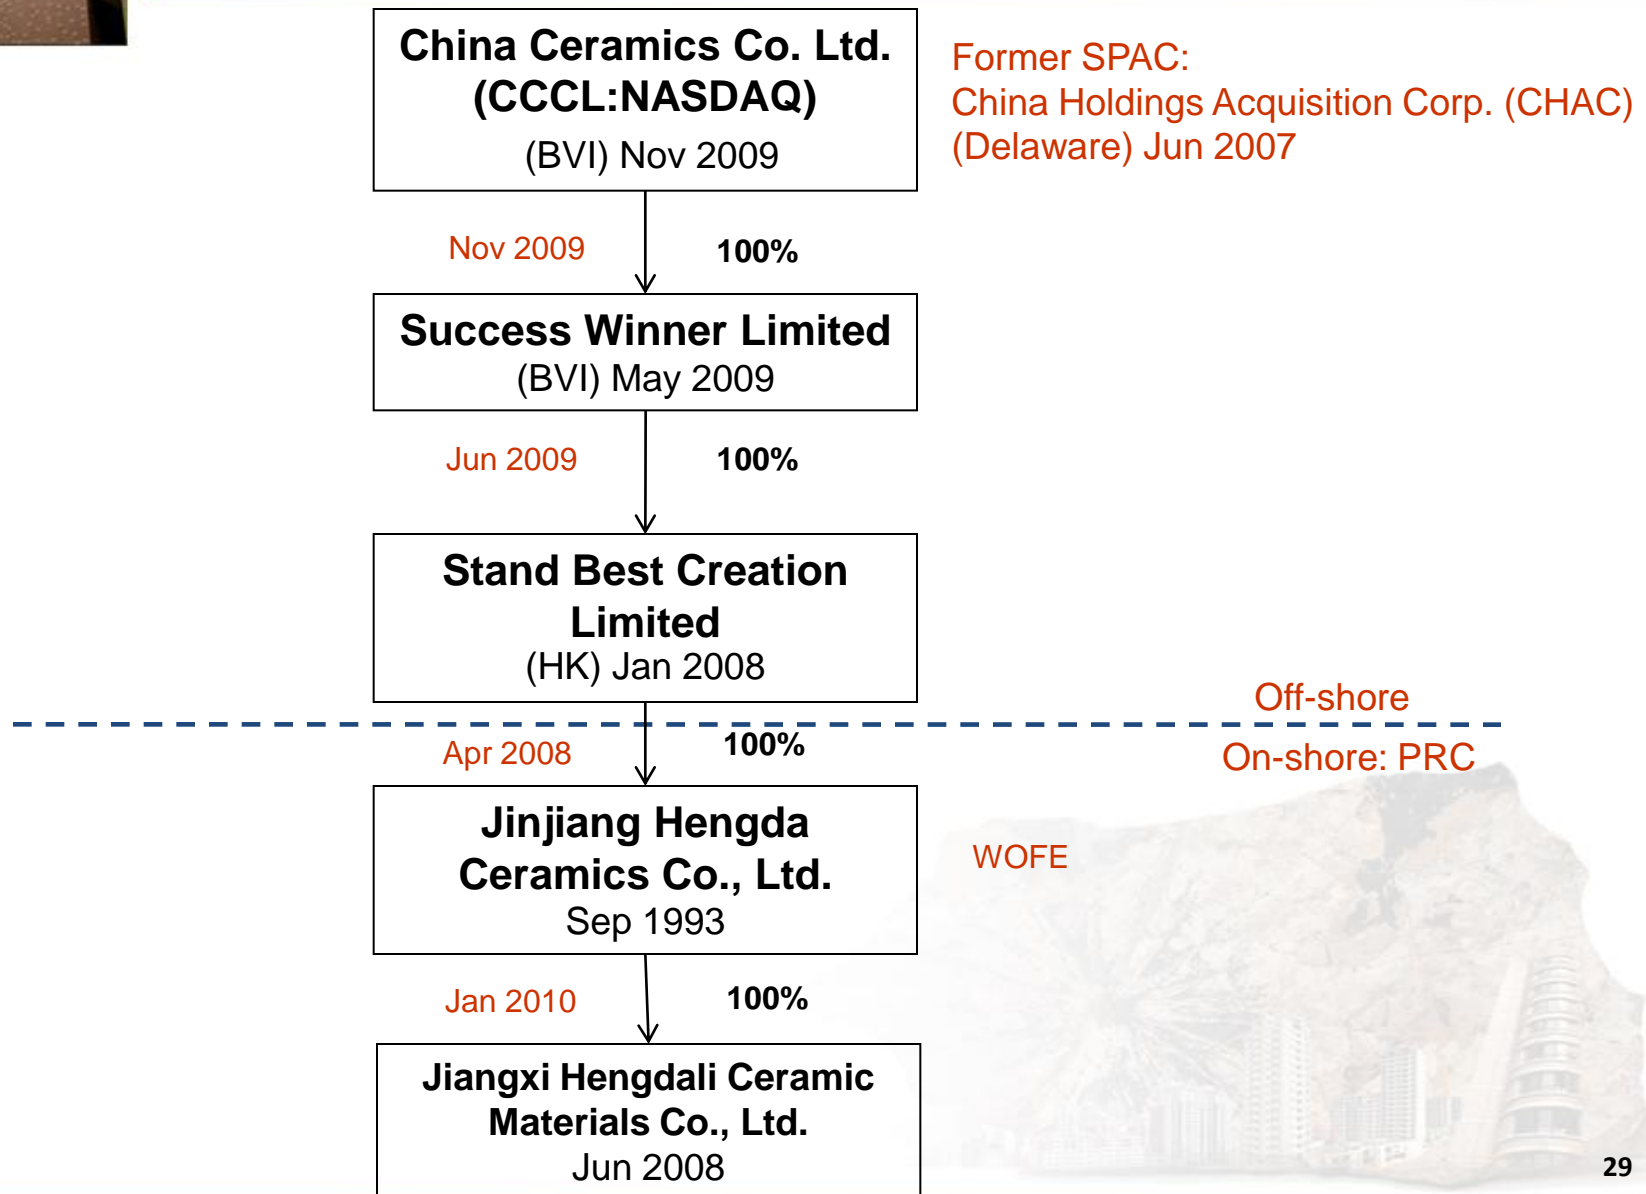 China Ceramics Co. Ltd.
(CCCL:NASDAQ)
(BVI) Nov 2009
Former SPAC:
China Holdings Acquisition Corp. (CHAC)
(Delaware) Jun 2007
Nov 2009
100%
Success Winner Limited
(BVI) May 2009
Jun 2009
100%
Stand Best Creation
Limited
(HK) Jan 2008
Off-shore
Apr 2008
100%
On-shore: PRC
Jinjiang Hengda
Ceramics Co., Ltd.
Sep 1993
WOFE
Jan 2010
100%
Jiangxi Hengdali Ceramic
Materials Co., Ltd.
Jun 2008
29